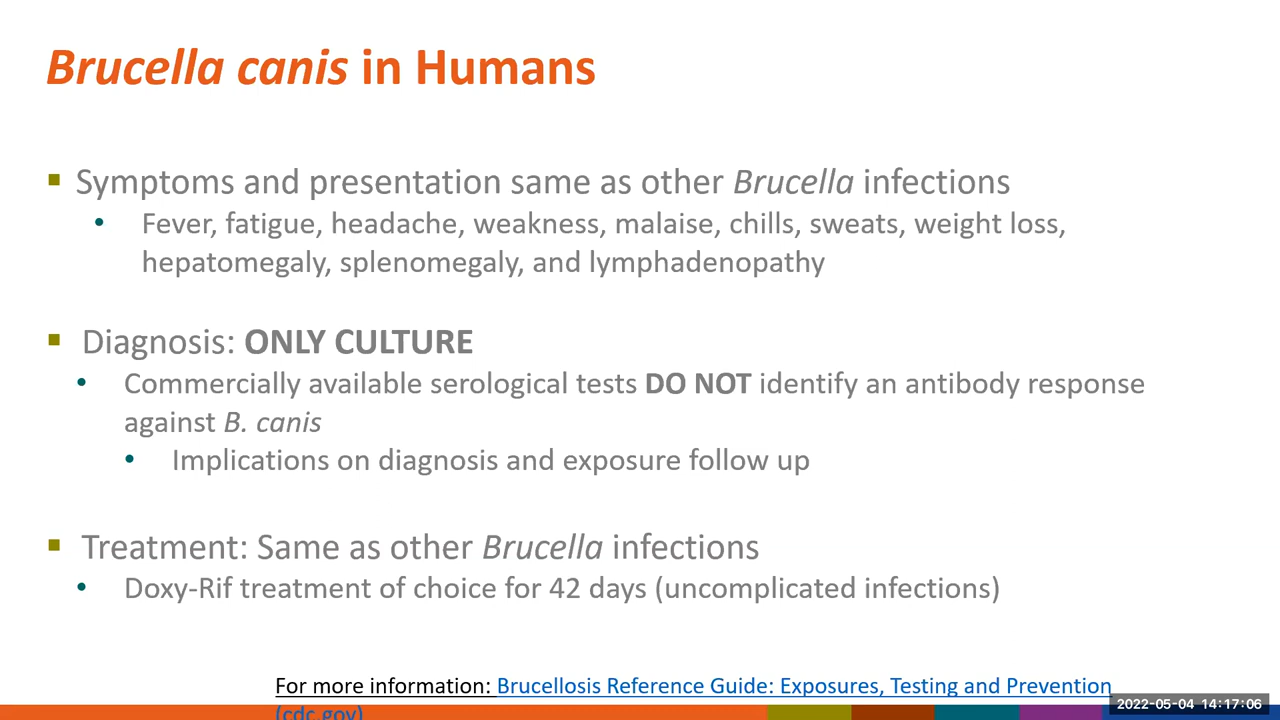 Brucella canis in Humans
▪ Symptoms and presentation same as other Brucella infections
• Fever, fatigue, headache, weakness, malaise, chills, sweats, weight loss,
hepatomegaly, splenomegaly, and lymphadenopathy
▪ Diagnosis: ONLY CULTURE
• Commercially available serological tests DO NOT identify an antibody response
against B. canis
• Implications on diagnosis and exposure follow up
▪ Treatment: Same as other Brucella infections
• Doxy-Rif treatment of choice for 42 days (uncomplicated infections)
For more information: Brucellosis Reference Guide: Exposures, Testing and Prevention
(cdc.gov)
2022-05-04 14:17:06